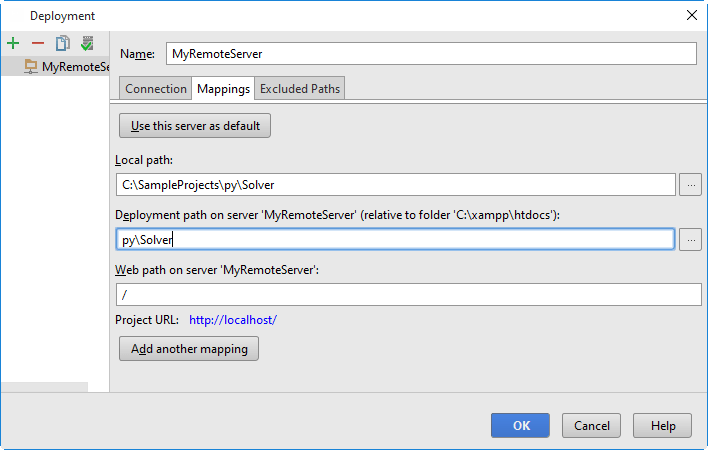 Deployment
MyRemoteSe
Name: MyRemoteServer
Connection Mappings Excluded Paths
Use this server as default
Local path:
C:\SampleProjects\py\Solver
...
Deployment path on server 'MyRemoteServer' (relative to folder 'C:\xampp\htdocs'):
py\Solver
...
Web path on server 'MyRemoteServer':
/
Project URL: http://localhost/
Add another mapping
OK Cancel Help